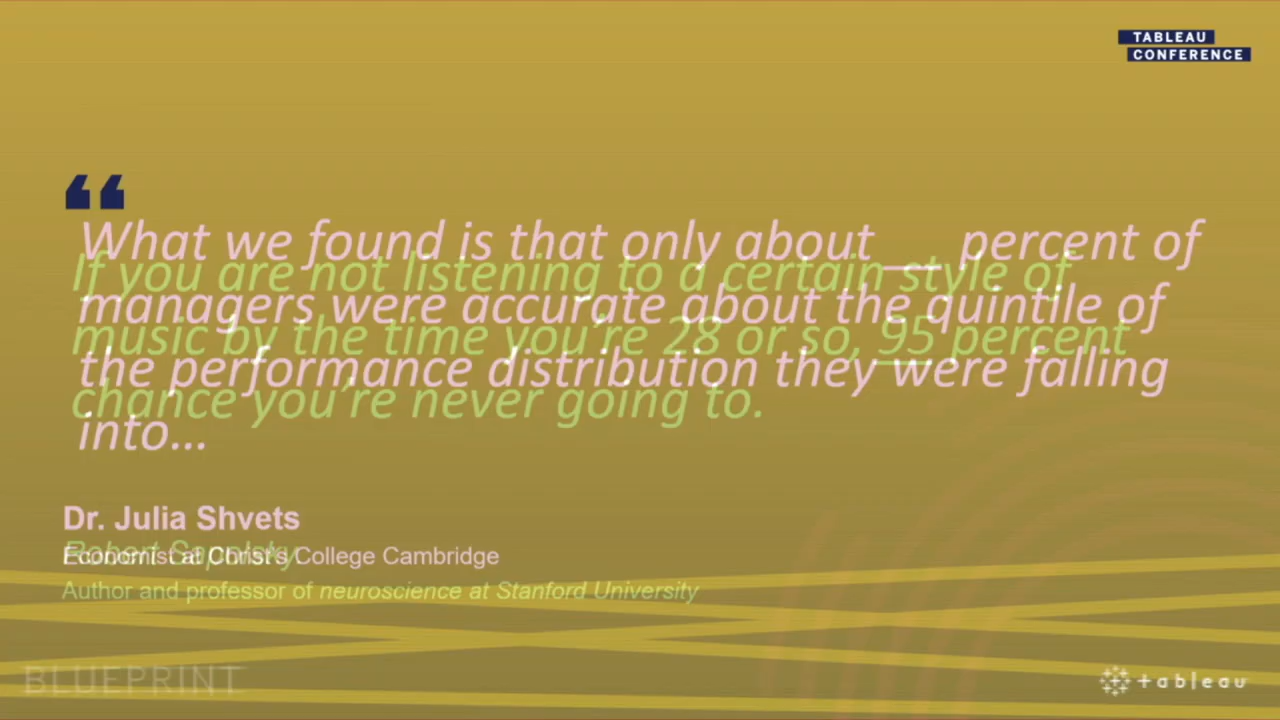 TABLEAU
CONFERENCE
“
What we found is that only about __ percent of
managers were accurate about the quintile of
the performance distribution they were falling
into...
If you are not listening to a certain style of
music by the time you’re 28 or so, 95 percent
chance you’re never going to.
Dr. Julia Shvets
Economist at Christ's College Cambridge
Robert Sapolsky
Author and professor of neuroscience at Stanford University
BLUEPRINT
+ableau